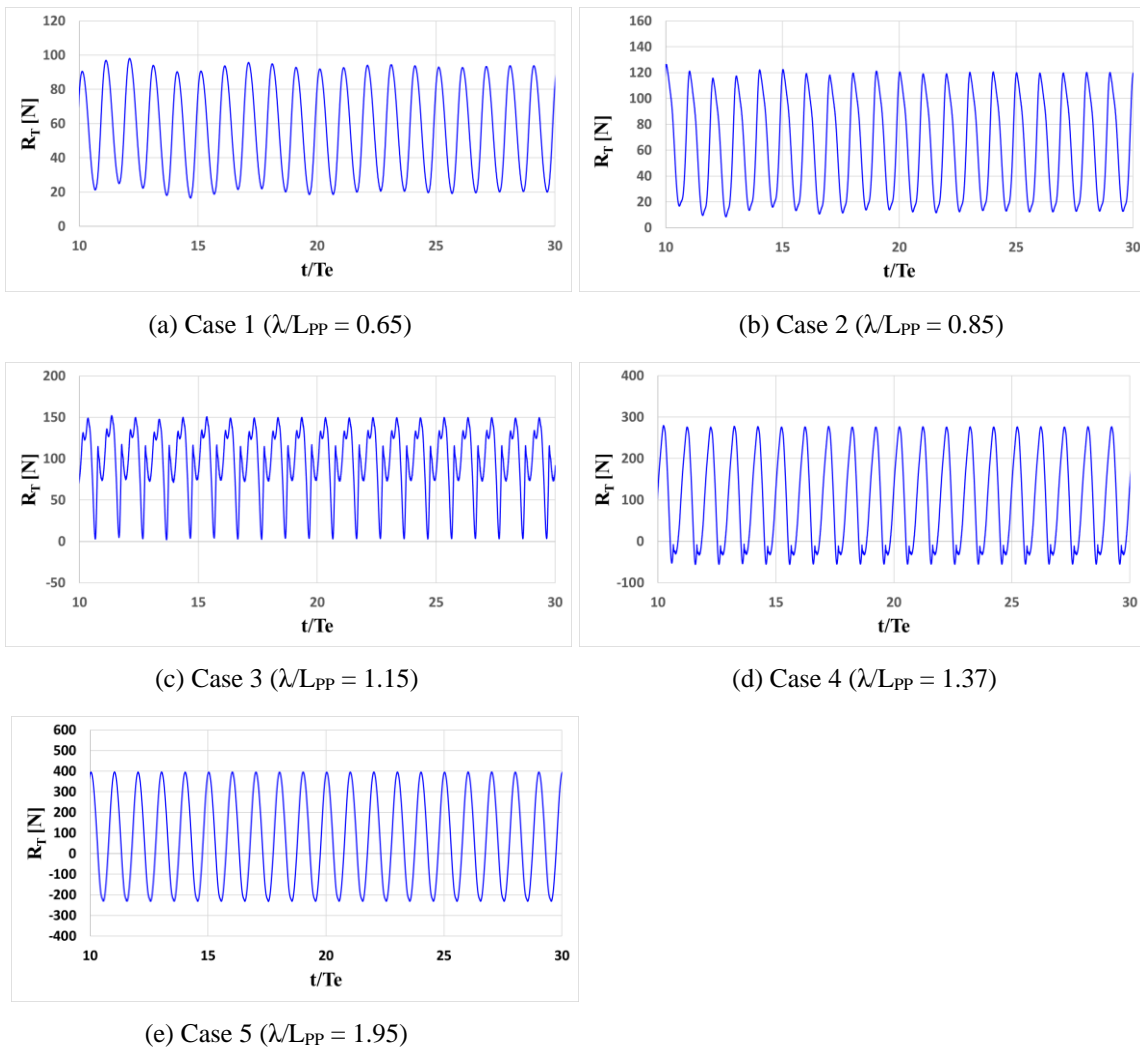 120
100
80
60
40
20
0
R_T [N]
10 15 20 25 30
t/Te
(a) Case 1 (λ/L_PP = 0.65)
160
140
120
100
80
60
40
20
0
R_T [N]
10 15 20 25 30
t/Te
(b) Case 2 (λ/L_PP = 0.85)
200
150
100
50
0
-50
R_T [N]
10 15 20 25 30
t/Te
(c) Case 3 (λ/L_PP = 1.15)
400
300
200
100
0
-100
R_T [N]
10 15 20 25 30
t/Te
(d) Case 4 (λ/L_PP = 1.37)
600
500
400
300
200
100
0
-100
-200
-300
-400
R_T [N]
10 15 20 25 30
t/Te
(e) Case 5 (λ/L_PP = 1.95)